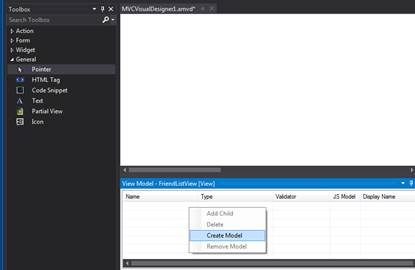 Toolbox
Search Toolbox
Action
Form
Widget
General
Pointer
HTML Tag
Code Snippet
Text
Partial View
Icon
MVCVisualDesigner1.amvd*
View Model - FriendListView [View]
Name Type Validator JS Model Display Name
Add Child
Delete
Create Model
Remove Model